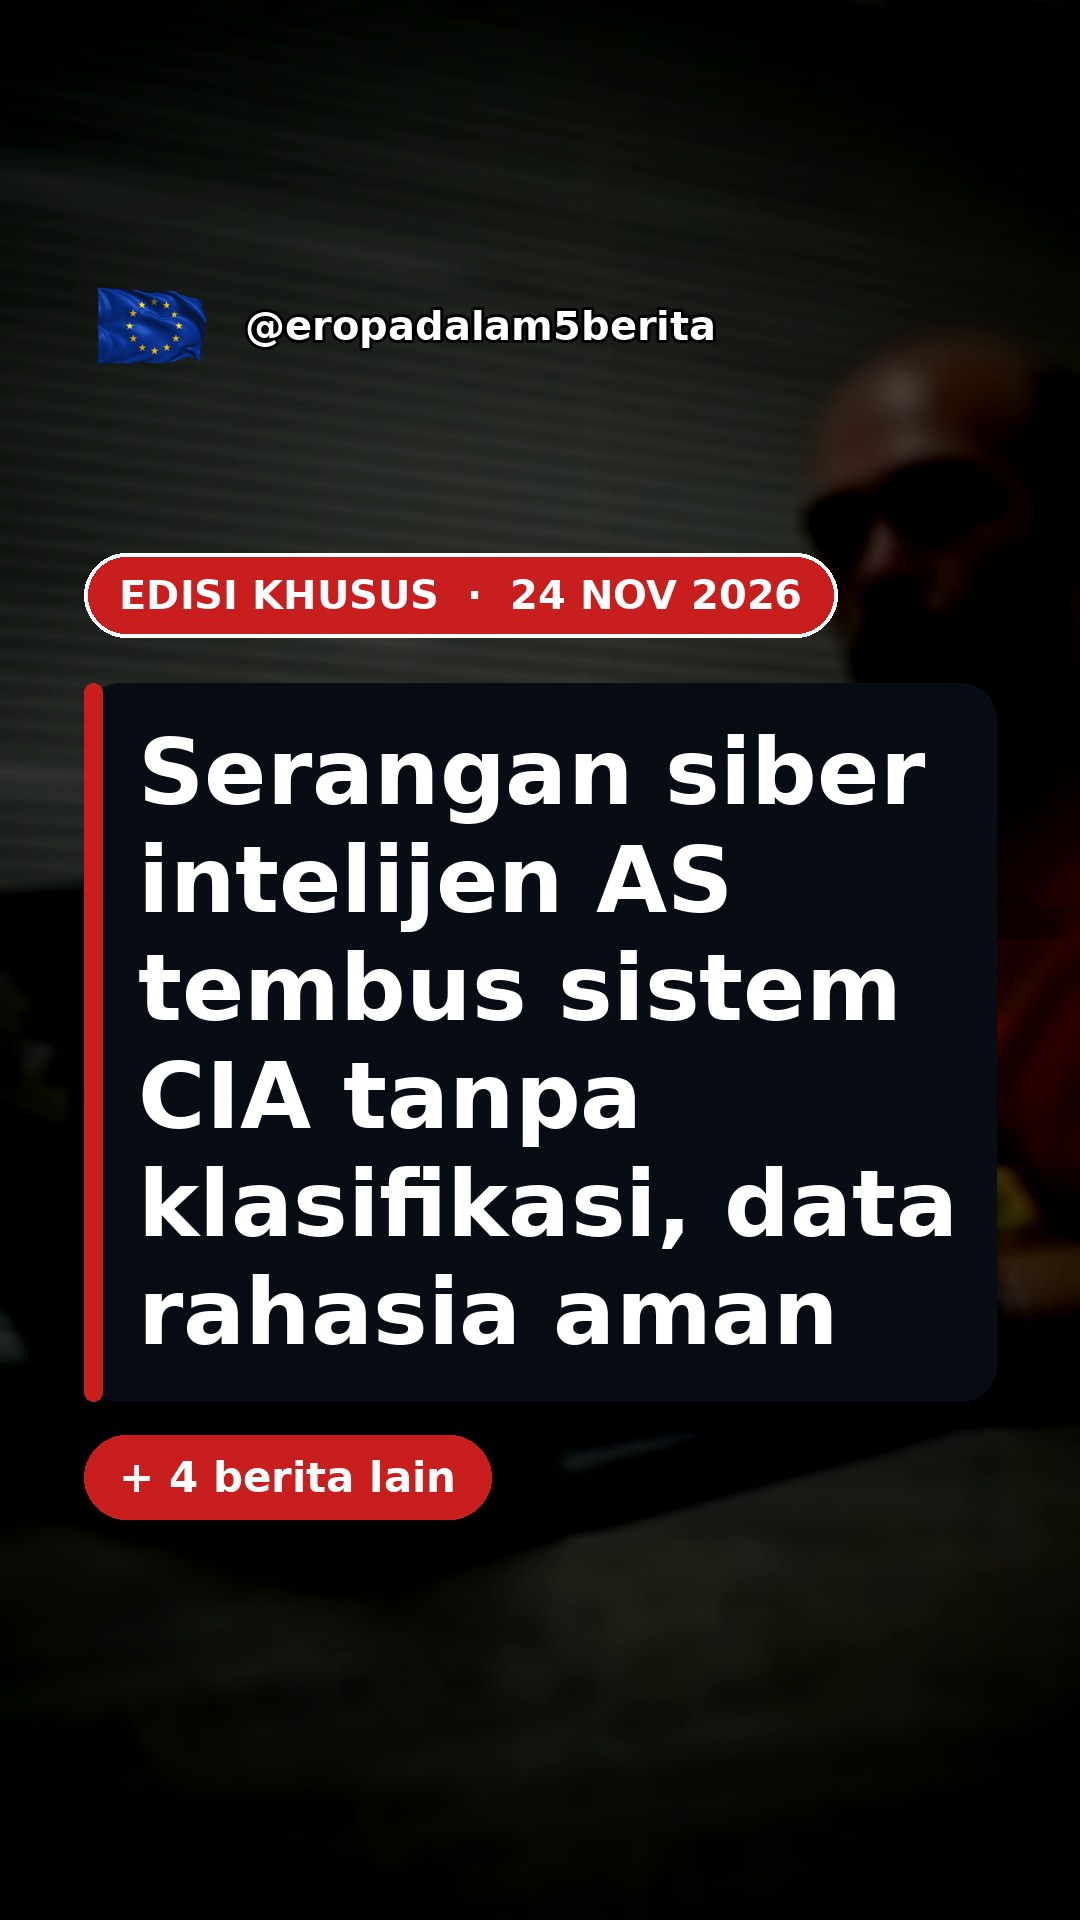 @eropadalam5berita
EDISI KHUSUS · 24 NOV 2026
Serangan siber
intelijen AS
tembus sistem
CIA tanpa
klasifikasi, data
rahasia aman
+ 4 berita lain